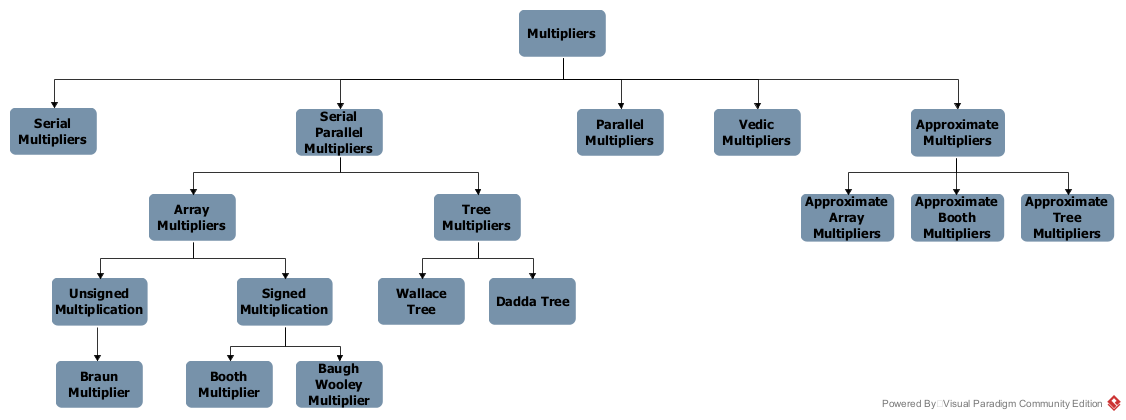 Multipliers
Serial
Multipliers
Serial
Parallel
Multipliers
Parallel
Multipliers
Vedic
Multipliers
Approximate
Multipliers
Array
Multipliers
Tree
Multipliers
Approximate
Array
Multipliers
Approximate
Booth
Multipliers
Approximate
Tree
Multipliers
Unsigned
Multiplication
Signed
Multiplication
Wallace
Tree
Dadda Tree
Braun
Multiplier
Booth
Multiplier
Baugh
Wooley
Multiplier
Powered By Visual Paradigm Community Edition